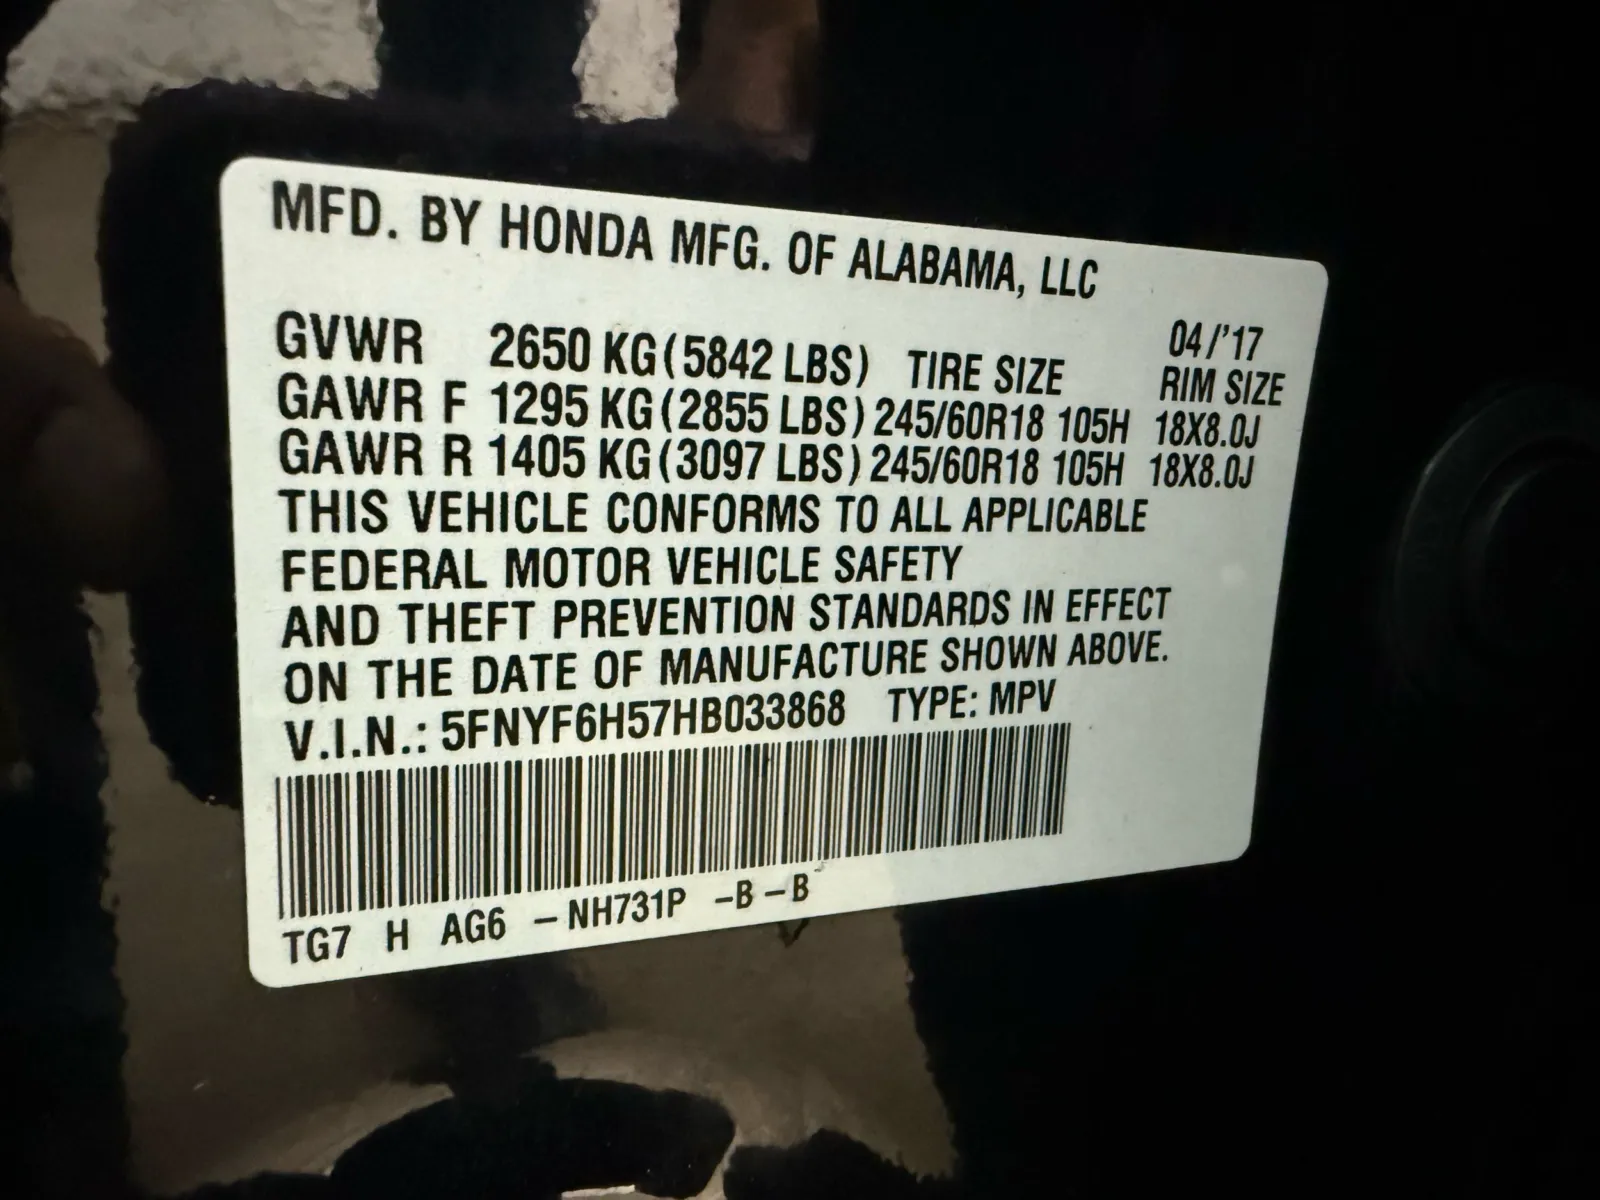 MFD. BY HONDA MFG. OF ALABAMA, LLC
04/'17
GVWR 2650 KG (5842 LBS) TIRE SIZE RIM SIZE
GAWR F 1295 KG (2855 LBS) 245/60R18 105H 18X8.0J
GAWR R 1405 KG (3097 LBS) 245/60R18 105H 18X8.0J
THIS VEHICLE CONFORMS TO ALL APPLICABLE
FEDERAL MOTOR VEHICLE SAFETY
AND THEFT PREVENTION STANDARDS IN EFFECT
ON THE DATE OF MANUFACTURE SHOWN ABOVE.
V.I.N.: 5FNYF6H57HB033868 TYPE: MPV
TG7 H AG6 – NH731P –B – B